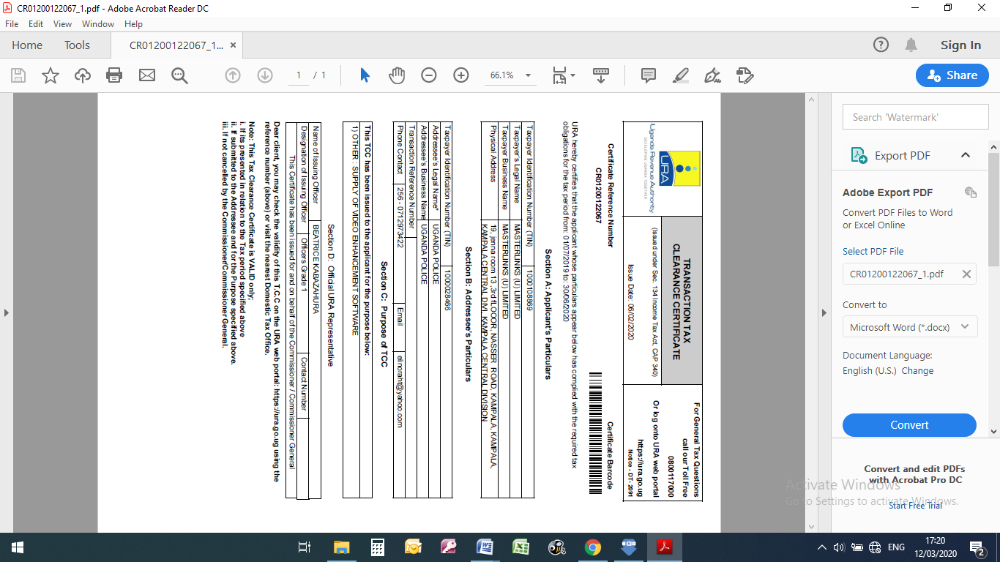 CR01200122067_1.pdf - Adobe Acrobat Reader DC
File Edit View Window Help
Home Tools CR01200122067_1... × Sign In
1 / 1 66.1% Share
Uganda Revenue Authority
DEVELOPING UGANDA TOGETHER
URA
TRANSACTION TAX
CLEARANCE CERTIFICATE
(Issued under Sec. 134 Income Tax Act, CAP 340)
Issue Date: 06/02/2020
For General Tax Questions
call our Toll Free
0800117000
Or log onto URA web portal
https://ura.go.ug
Notice - DT- 2091
Certificate Reference Number
CR01200122067
Certificate Barcode
URA hereby certifies that the applicant whose particulars appear below has complied with the required tax
obligations for the tax period from: 01/07/2019 to: 30/06/2020
Section A: Applicant's Particulars
Taxpayer Identification Number (TIN) 1000108869
Taxpayer's Legal Name MASTERLINKS (U) LIMITED
Taxpayer Business Name MASTERLINKS (U) LIMITED
Physical Address 19, jenna room 13 ,3rd fLOOOR. NASSER ROAD, KAMPALA, KAMPALA,
KAMPALA CENTRAL DIVI. KAMPALA CENTRAL DIVISION
Section B: Addressee's Particulars
Taxpayer Identification Number (TIN) 1000028466
Addressee's Legal Name* UGANDA POLICE
Addressee's Business Name UGANDA POLICE
Transaction Reference Number
Phone Contact 256 - 0712973422 Email elinoraht@yahoo.com
Section C: Purpose of TCC
This TCC has been issued to the applicant for the purpose below:
1) OTHER : SUPPLY OF VIDEO ENHANCEMENT SOFTWARE
Section D: Official URA Representative
Name of Issuing Officer BEATRICE KABAZAHURA
Designation of Issuing Officer Officers Grade 1 Contact Number
This Certificate has been issued for and on behalf of the Commissioner / Commissioner General
Dear client, you may check the validity of this T.C.C on the URA web portal: https://ura.go.ug using the
reference number (above) or visit the nearest Domestic Tax Office.
Note: This Tax Clearance Certificate is VALID only;
i. If its presented in relation to the Tax period specified above
ii. If submitted to the Addressee and for the Purpose specified above.
iii. If not cancelled by the Commissioner/Commissioner General.
Search 'Watermark'
Export PDF
Adobe Export PDF
Convert PDF Files to Word
or Excel Online
Select PDF File
CR01200122067_1.pdf
Convert to
Microsoft Word (*.docx)
Document Language:
English (U.S.) Change
Convert
Convert and edit PDFs
with Acrobat Pro DC
Start Free Trial
Activate Windows
Go to Settings to activate Windows.
ENG
17:20
12/03/2020
2